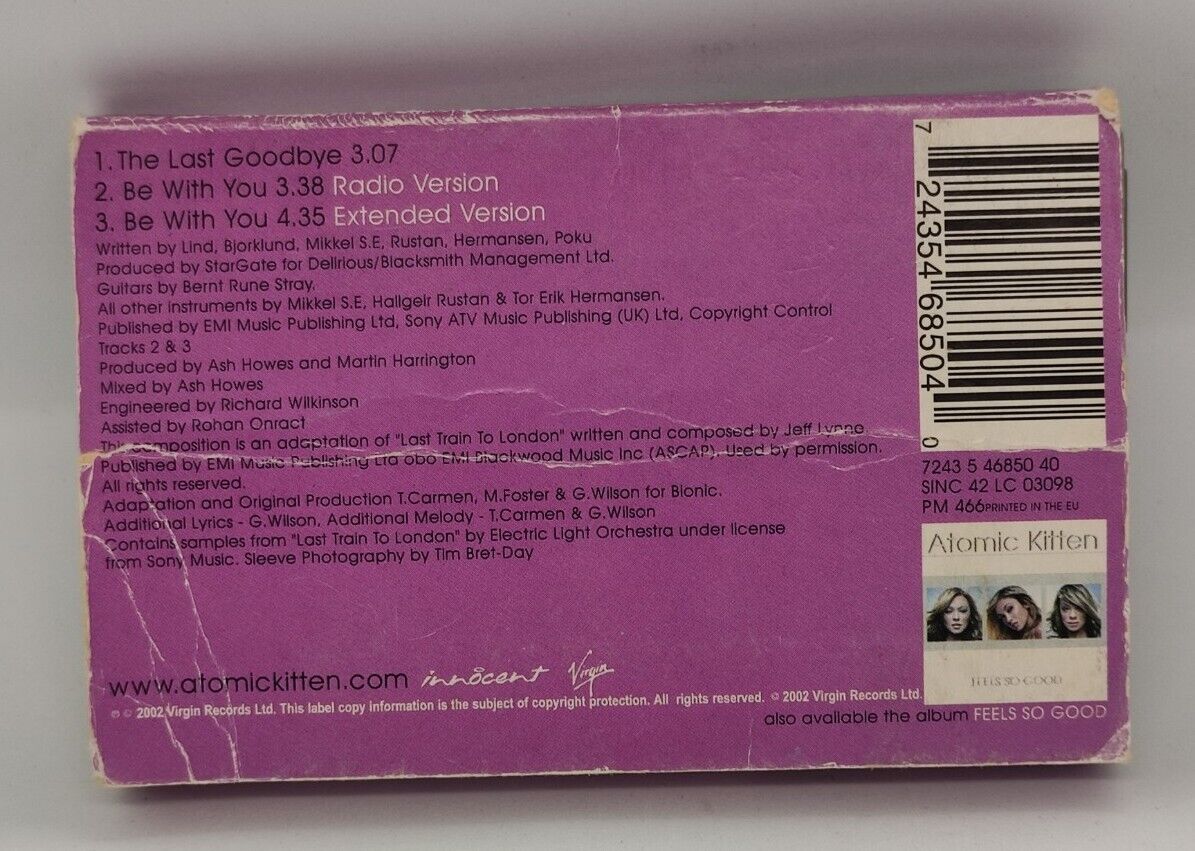 1. The Last Goodbye 3.07
2. Be With You 3.38 Radio Version
3. Be With You 4.35 Extended Version
Written by Lind, Bjorklund, Mikkel S.E, Rustan, Hermansen, Poku
Produced by StarGate for Delirious/Blacksmith Management Ltd.
Guitars by Bernt Rune Stray.
All other instruments by Mikkel S.E, Hallgeir Rustan & Tor Erik Hermansen.
Published by EMI Music Publishing Ltd, Sony ATV Music Publishing (UK) Ltd, Copyright Control
Tracks 2 & 3
Produced by Ash Howes and Martin Harrington
Mixed by Ash Howes
Engineered by Richard Wilkinson
Assisted by Rohan Onract
This composition is an adaptation of "Last Train To London" written and composed by Jeff Lynne.
Published by EMI Music Publishing Ltd obo EMI Blackwood Music Inc (ASCAP). Used by permission.
All rights reserved.
Adaptation and Original Production T.Carmen, M.Foster & G.Wilson for Bionic.
Additional Lyrics - G.Wilson, Additional Melody - T.Carmen & G.Wilson
Contains samples from "Last Train To London" by Electric Light Orchestra under license
from Sony Music. Sleeve Photography by Tim Bret-Day
www.atomickitten.com innocent Virgin
℗ © 2002 Virgin Records Ltd. This label copy information is the subject of copyright protection. All rights reserved. © 2002 Virgin Records Ltd.
7 24354 68504 0
7243 5 46850 40
SINC 42 LC 03098
PM 466 PRINTED IN THE EU
Atomic Kitten
FEELS SO GOOD
also available the album FEELS SO GOOD